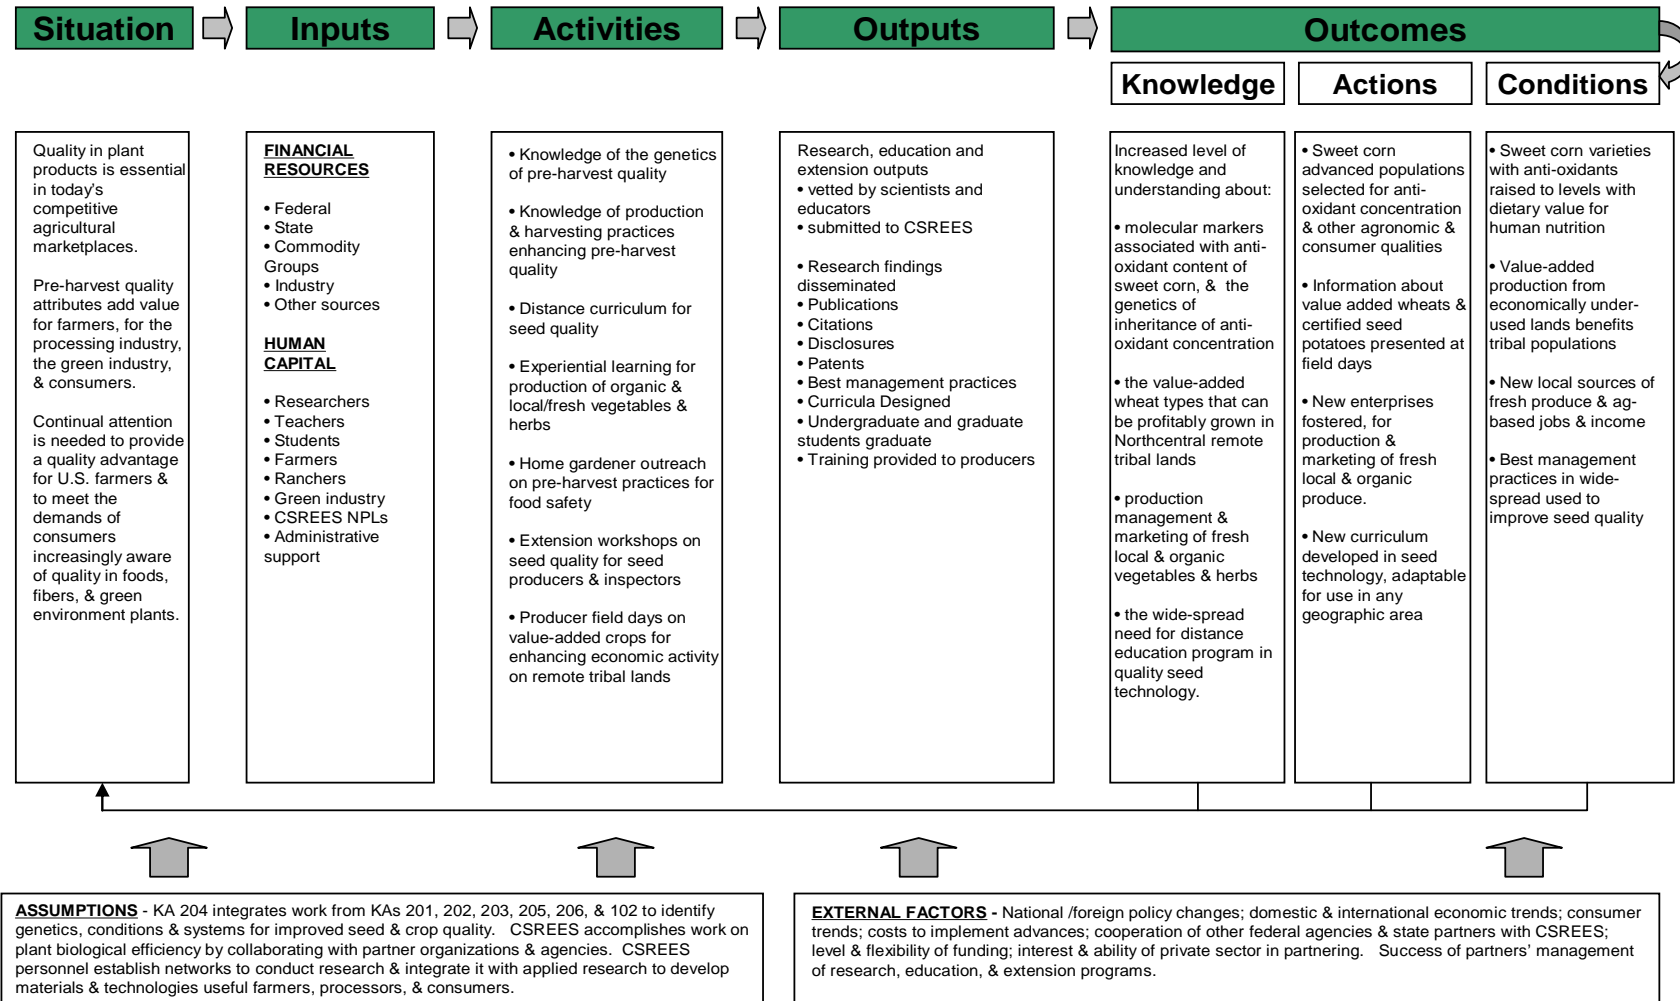 Situation
Inputs
Activities
Outputs
Outcomes
Knowledge
Actions
Conditions
Quality in plant
products is essential
in today's
competitive
agricultural
marketplaces.
Pre-harvest quality
attributes add value
for farmers, for the
processing industry,
the green industry,
& consumers.
Continual attention
is needed to provide
a quality advantage
for U.S. farmers &
to meet the
demands of
consumers
increasingly aware
of quality in foods,
fibers, & green
environment plants.
FINANCIAL
RESOURCES
• Federal
• State
• Commodity
Groups
• Industry
• Other sources
HUMAN
CAPITAL
• Researchers
• Teachers
• Students
• Farmers
• Ranchers
• Green industry
• CSREES NPLs
• Administrative
support
• Knowledge of the genetics
of pre-harvest quality
• Knowledge of production
& harvesting practices
enhancing pre-harvest
quality
• Distance curriculum for
seed quality
• Experiential learning for
production of organic &
local/fresh vegetables &
herbs
• Home gardener outreach
on pre-harvest practices for
food safety
• Extension workshops on
seed quality for seed
producers & inspectors
• Producer field days on
value-added crops for
enhancing economic activity
on remote tribal lands
Research, education and
extension outputs
• vetted by scientists and
educators
• submitted to CSREES
• Research findings
disseminated
• Publications
• Citations
• Disclosures
• Patents
• Best management practices
• Curricula Designed
• Undergraduate and graduate
students graduate
• Training provided to producers
Increased level of
knowledge and
understanding about:
• molecular markers
associated with anti-
oxidant content of
sweet corn, & the
genetics of
inheritance of anti-
oxidant concentration
• the value-added
wheat types that can
be profitably grown in
Northcentral remote
tribal lands
• production
management &
marketing of fresh
local & organic
vegetables & herbs
• the wide-spread
need for distance
education program in
quality seed
technology.
• Sweet corn
advanced populations
selected for anti-
oxidant concentration
& other agronomic &
consumer qualities
• Information about
value added wheats &
certified seed
potatoes presented at
field days
• New enterprises
fostered, for
production &
marketing of fresh
local & organic
produce.
• New curriculum
developed in seed
technology, adaptable
for use in any
geographic area
• Sweet corn varieties
with anti-oxidants
raised to levels with
dietary value for
human nutrition
• Value-added
production from
economically under-
used lands benefits
tribal populations
• New local sources of
fresh produce & ag-
based jobs & income
• Best management
practices in wide-
spread used to
improve seed quality
ASSUMPTIONS - KA 204 integrates work from KAs 201, 202, 203, 205, 206, & 102 to identify
genetics, conditions & systems for improved seed & crop quality. CSREES accomplishes work on
plant biological efficiency by collaborating with partner organizations & agencies. CSREES
personnel establish networks to conduct research & integrate it with applied research to develop
materials & technologies useful farmers, processors, & consumers.
EXTERNAL FACTORS - National /foreign policy changes; domestic & international economic trends; consumer
trends; costs to implement advances; cooperation of other federal agencies & state partners with CSREES;
level & flexibility of funding; interest & ability of private sector in partnering. Success of partners' management
of research, education, & extension programs.